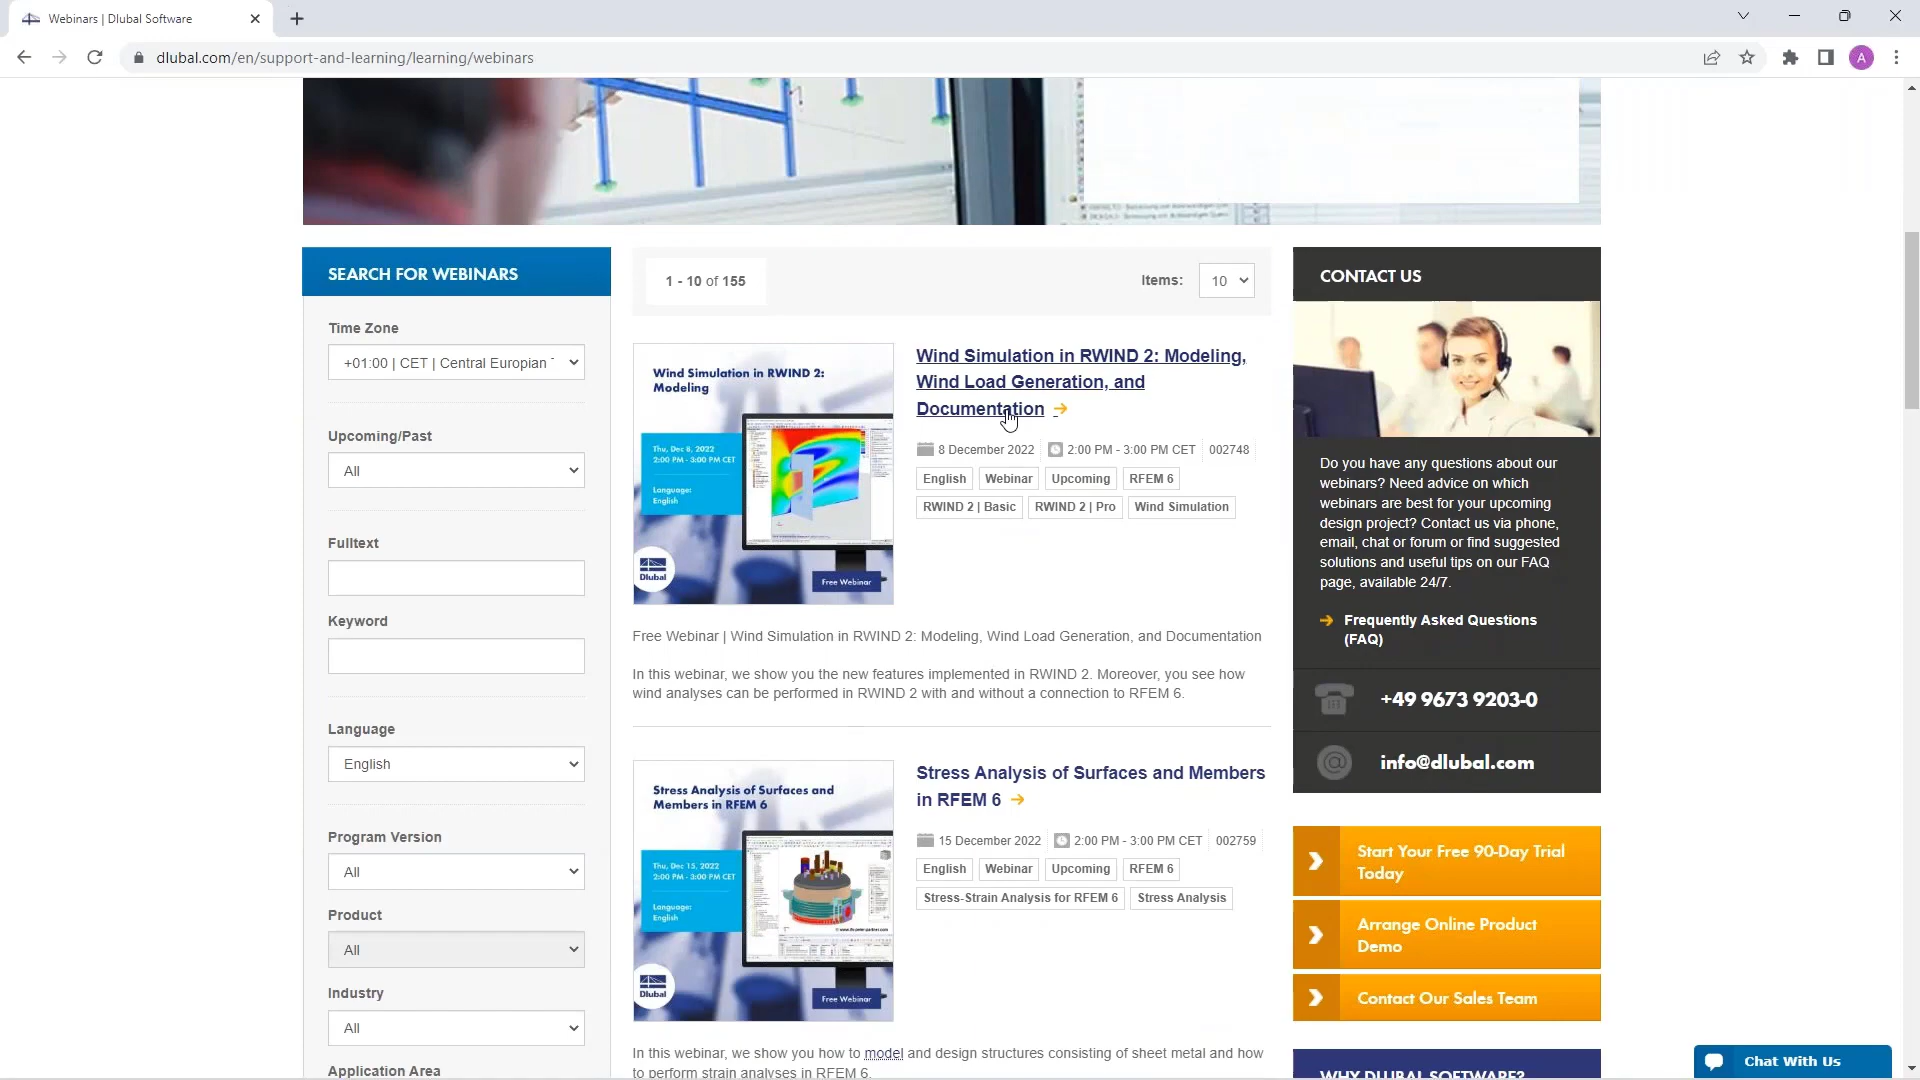 Webinars | Dlubal Software
dlubal.com/en/support-and-learning/learning/webinars
A
SEARCH FOR WEBINARS
Time Zone
+01:00 | CET | Central Europian
Upcoming/Past
All
Fulltext
Keyword
Language
English
Program Version
All
Product
All
Industry
All
Application Area
1 - 10 of 155
Items: 10
Wind Simulation in RWIND 2:
Modeling
Thu, Dec 8, 2022
2:00 PM - 3:00 PM CET
Language:
English
Dlubal
Free Webinar
Wind Simulation in RWIND 2: Modeling,
Wind Load Generation, and
Documentation
8 December 2022 2:00 PM - 3:00 PM CET 002748
English Webinar Upcoming RFEM 6
RWIND 2 | Basic RWIND 2 | Pro Wind Simulation
Free Webinar | Wind Simulation in RWIND 2: Modeling, Wind Load Generation, and Documentation
In this webinar, we show you the new features implemented in RWIND 2. Moreover, you see how
wind analyses can be performed in RWIND 2 with and without a connection to RFEM 6.
Stress Analysis of Surfaces and
Members in RFEM 6
Thu, Dec 15, 2022
2:00 PM - 3:00 PM CET
Language:
English
Dlubal
Free Webinar
Stress Analysis of Surfaces and Members
in RFEM 6
15 December 2022 2:00 PM - 3:00 PM CET 002759
English Webinar Upcoming RFEM 6
Stress-Strain Analysis for RFEM 6 Stress Analysis
In this webinar, we show you how to model and design structures consisting of sheet metal and how
to perform strain analyses in RFEM 6.
CONTACT US
Do you have any questions about our
webinars? Need advice on which
webinars are best for your upcoming
design project? Contact us via phone,
email, chat or forum or find suggested
solutions and useful tips on our FAQ
page, available 24/7.
Frequently Asked Questions
(FAQ)
+49 9673 9203-0
info@dlubal.com
Start Your Free 90-Day Trial
Today
Arrange Online Product
Demo
Contact Our Sales Team
WHY DLUBAL SOFTWARE?
Chat With Us